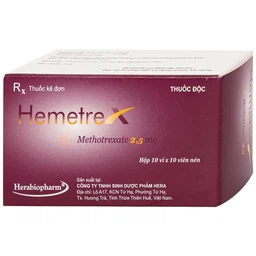 Rx Thuốc kê đơn
THUỐC ĐỘC
HemetreX
Methotrexate 2,5 mg
Hộp 10 vỉ x 10 viên nén
Herabiopharm
Sản xuất tại:
CÔNG TY TNHH SINH DƯỢC PHẨM HERA
Địa chỉ: Lô A17, KCN Tứ Hạ, Phường Tứ Hạ,
Tx. Hương Trà, Tỉnh Thừa Thiên Huế, Việt Nam.